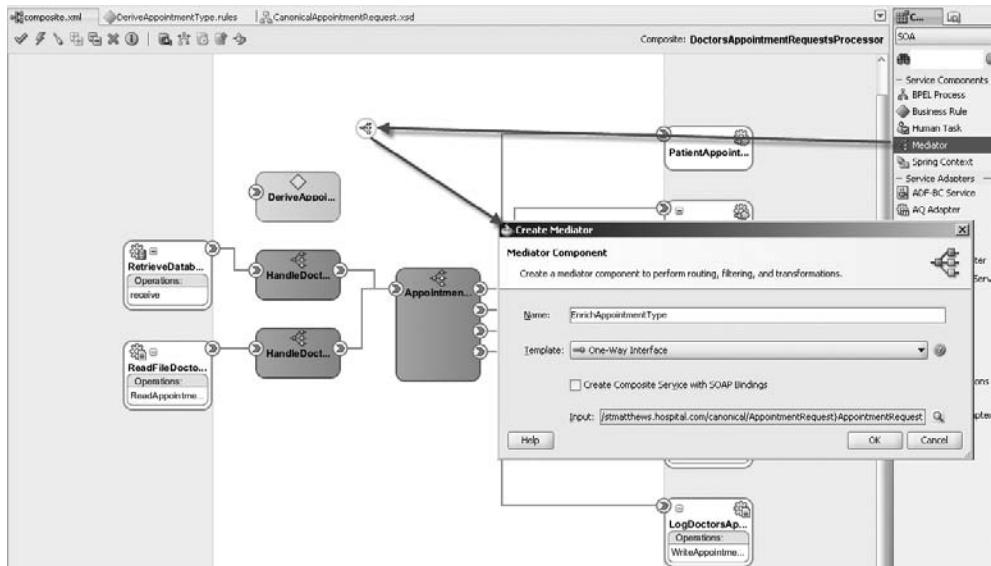 composite.xml
DeriveAppointmentType.rules
CanonicalAppointmentRequest.xsd
C...
Composite: DoctorsAppointmentRequestsProcessor
SOA
Service Components
BPEL Process
Business Rule
Human Task
Mediator
Spring Context
Service Adapters
ADF-BC Service
AQ Adapter
PatientAppoint...
DeriveAppoi...
RetrieveDatab...
Operations:
receive
HandleDoct...
Appointmen...
ReadFileDocto...
Operations:
ReadAppointme...
HandleDoct...
Create Mediator
Mediator Component
Create a mediator component to perform routing, filtering, and transformations.
Name: EnrichAppointmentType
Template: One-Way Interface
Create Composite Service with SOAP Bindings
Input: /stmatthews.hospital.com/canonical/AppointmentRequest}AppointmentRequest
Help
OK
Cancel
LogDoctorsAp...
Operations:
WriteAppointme...